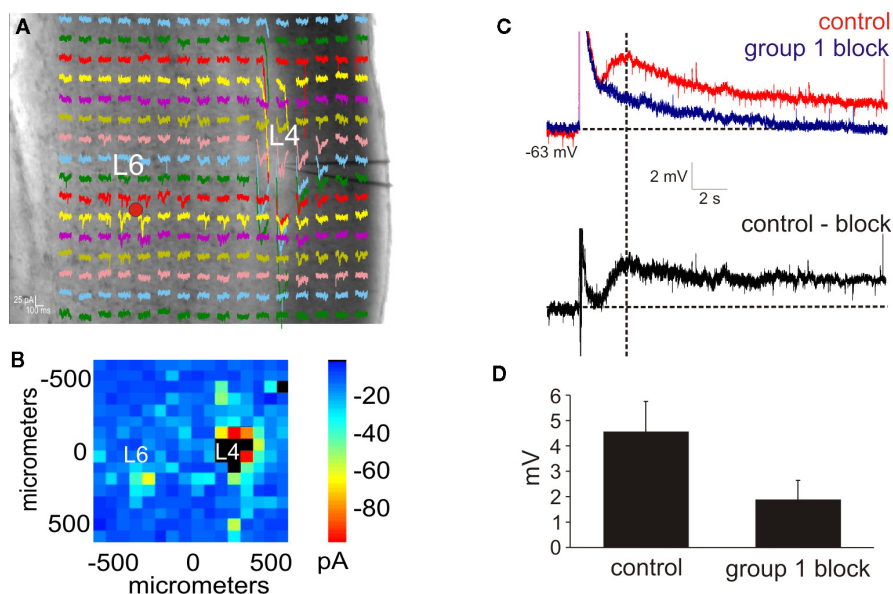 A
L6
L4
25 pA
100 ms
B
-500
0
500
micrometers
L6
L4
-500 0 500
micrometers
-20
-40
-60
-80
pA
C
control
group 1 block
-63 mV
2 mV
2 s
control - block
D
6
5
4
3
2
1
0
mV
control group 1 block